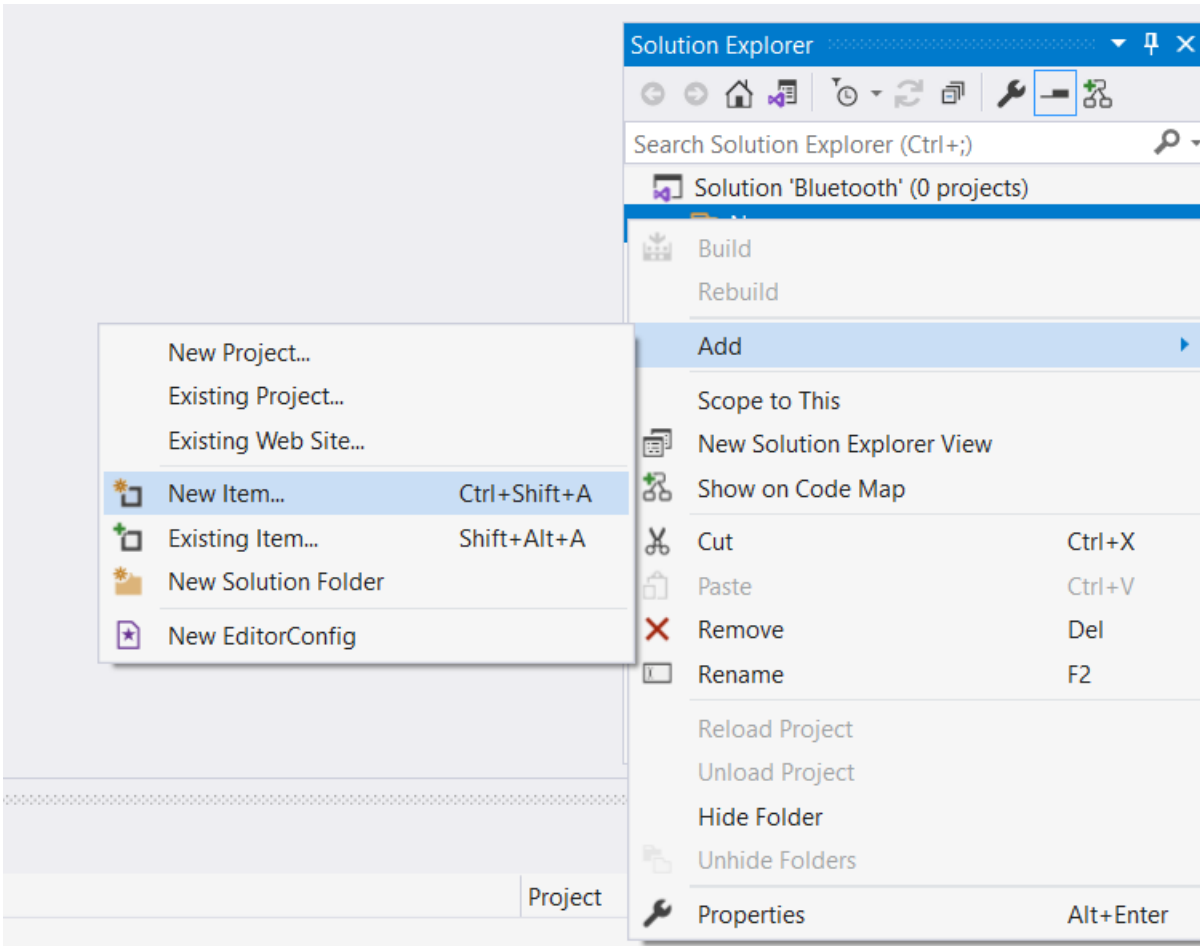 Solution Explorer
Search Solution Explorer (Ctrl+;)
Solution 'Bluetooth' (0 projects)
Build
Rebuild
Add
Scope to This
New Solution Explorer View
Show on Code Map
Cut Ctrl+X
Paste Ctrl+V
Remove Del
Rename F2
Reload Project
Unload Project
Hide Folder
Unhide Folders
Properties Alt+Enter
New Project...
Existing Project...
Existing Web Site...
New Item... Ctrl+Shift+A
Existing Item... Shift+Alt+A
New Solution Folder
New EditorConfig
Project